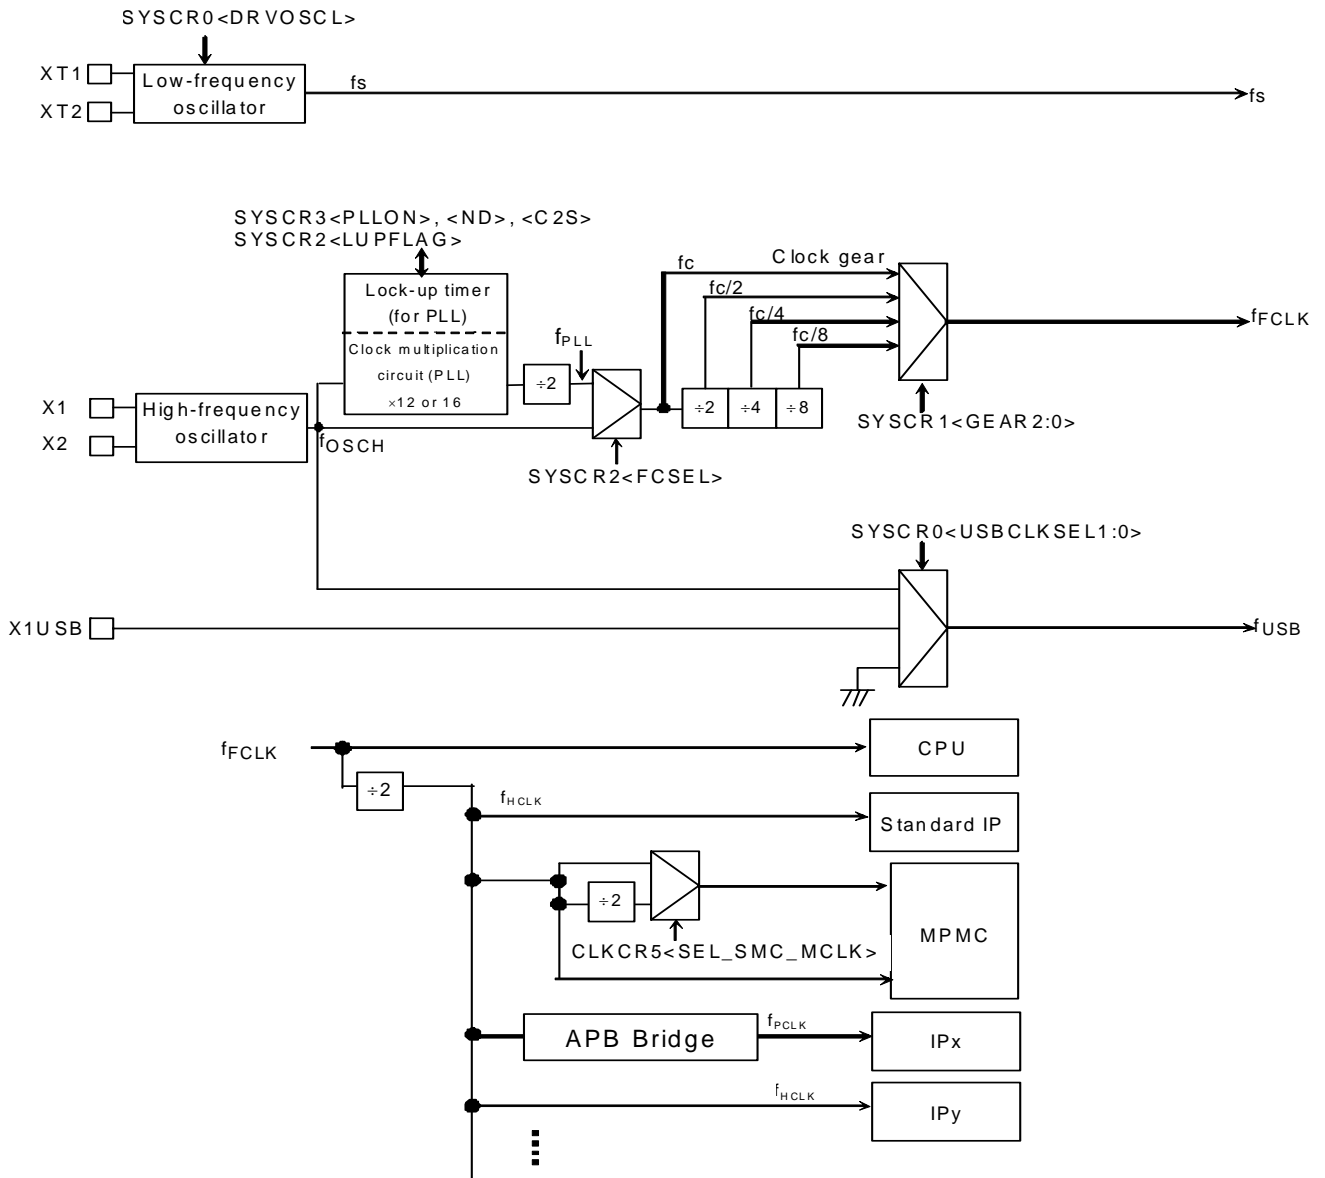 SYSCR0<DRVOSCL>
XT1
XT2
Low-frequency
oscillator
fs
fs
SYSCR3<PLLON>, <ND>, <C2S>
SYSCR2<LUPFLAG>
Lock-up timer
(for PLL)
Clock multiplication
circuit (PLL)
×12 or 16
fPLL
÷2
fc
Clock gear
fc/2
fc/4
fc/8
fFCLK
X1
X2
High-frequency
oscillator
fOSCH
÷2
÷4
÷8
SYSCR1<GEAR2:0>
SYSCR2<FCSEL>
SYSCR0<USBCLKSEL1:0>
X1USB
fUSB
fFCLK
CPU
÷2
fHCLK
Standard IP
÷2
MPMC
CLKCR5<SEL_SMC_MCLK>
APB Bridge
fPCLK
IPx
fHCLK
IPy